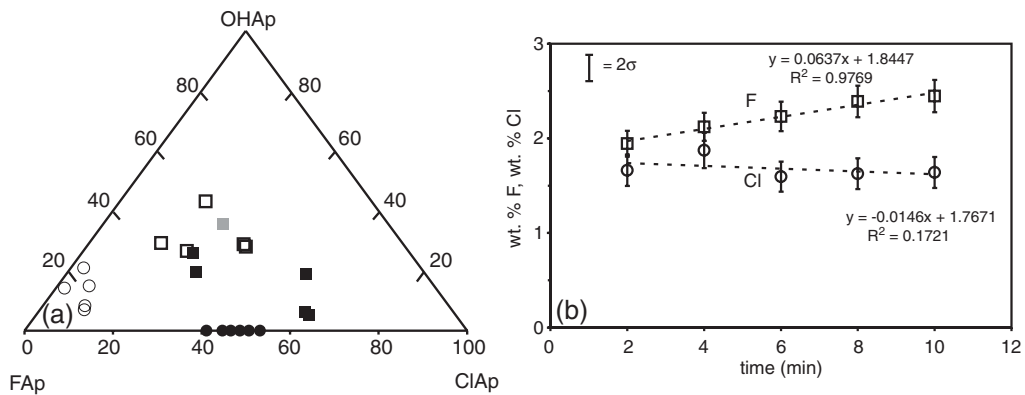 OHAp
80
80
60
60
40
40
20
20
(a)
0
20
40
60
80
100
FAp
ClAp
3
2
1
0
wt. % F, wt. % Cl
= 2σ
y = 0.0637x + 1.8447
R² = 0.9769
F
Cl
y = -0.0146x + 1.7671
R² = 0.1721
(b)
0
2
4
6
8
10
12
time (min)